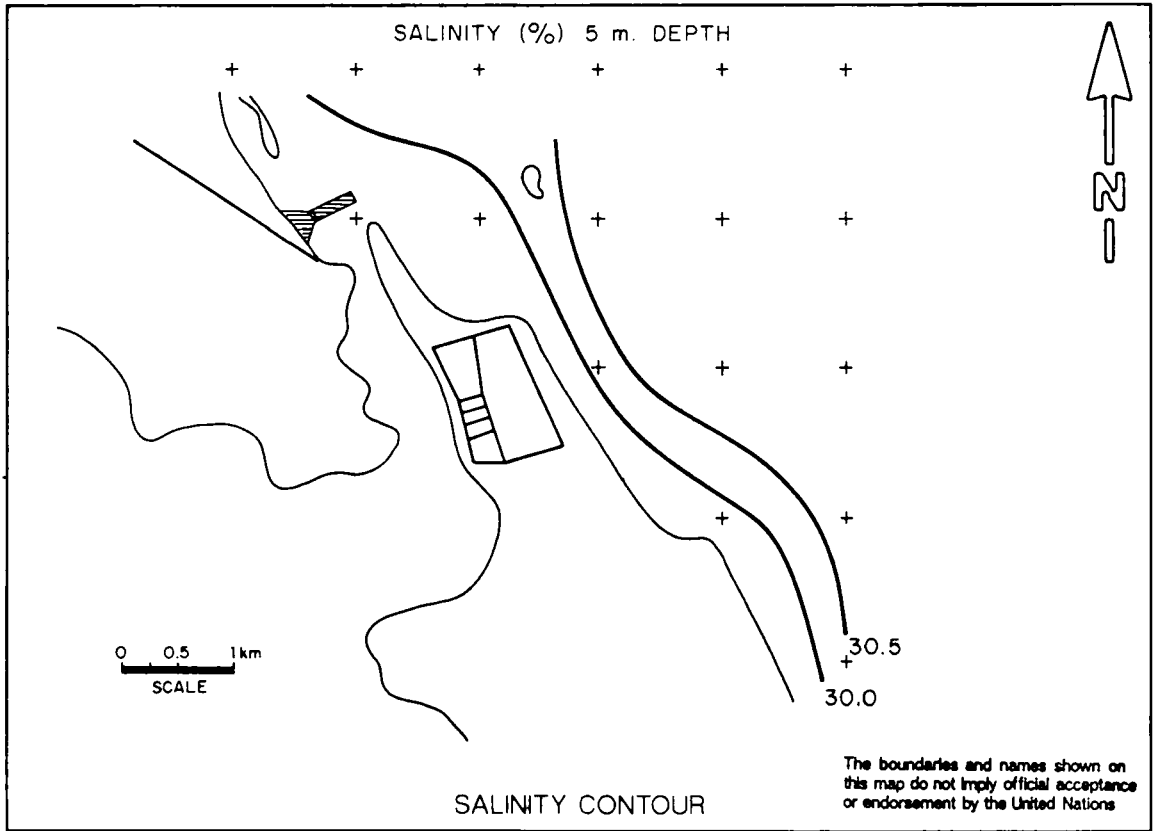 SALINITY (%) 5 m. DEPTH
N
30.5
30.0
0 0.5 1 km
SCALE
The boundaries and names shown on
this map do not imply official acceptance
or endorsement by the United Nations
SALINITY CONTOUR